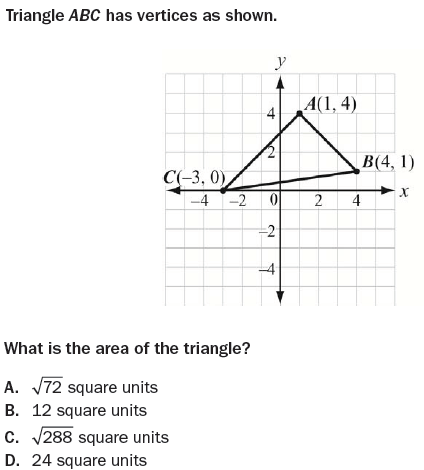 Triangle ABC has vertices as shown.
y
A(1, 4)
4
2
B(4, 1)
C(–3, 0)
x
–4 –2 0 2 4
–2
–4
What is the area of the triangle?
A. √72 square units
B. 12 square units
C. √288 square units
D. 24 square units